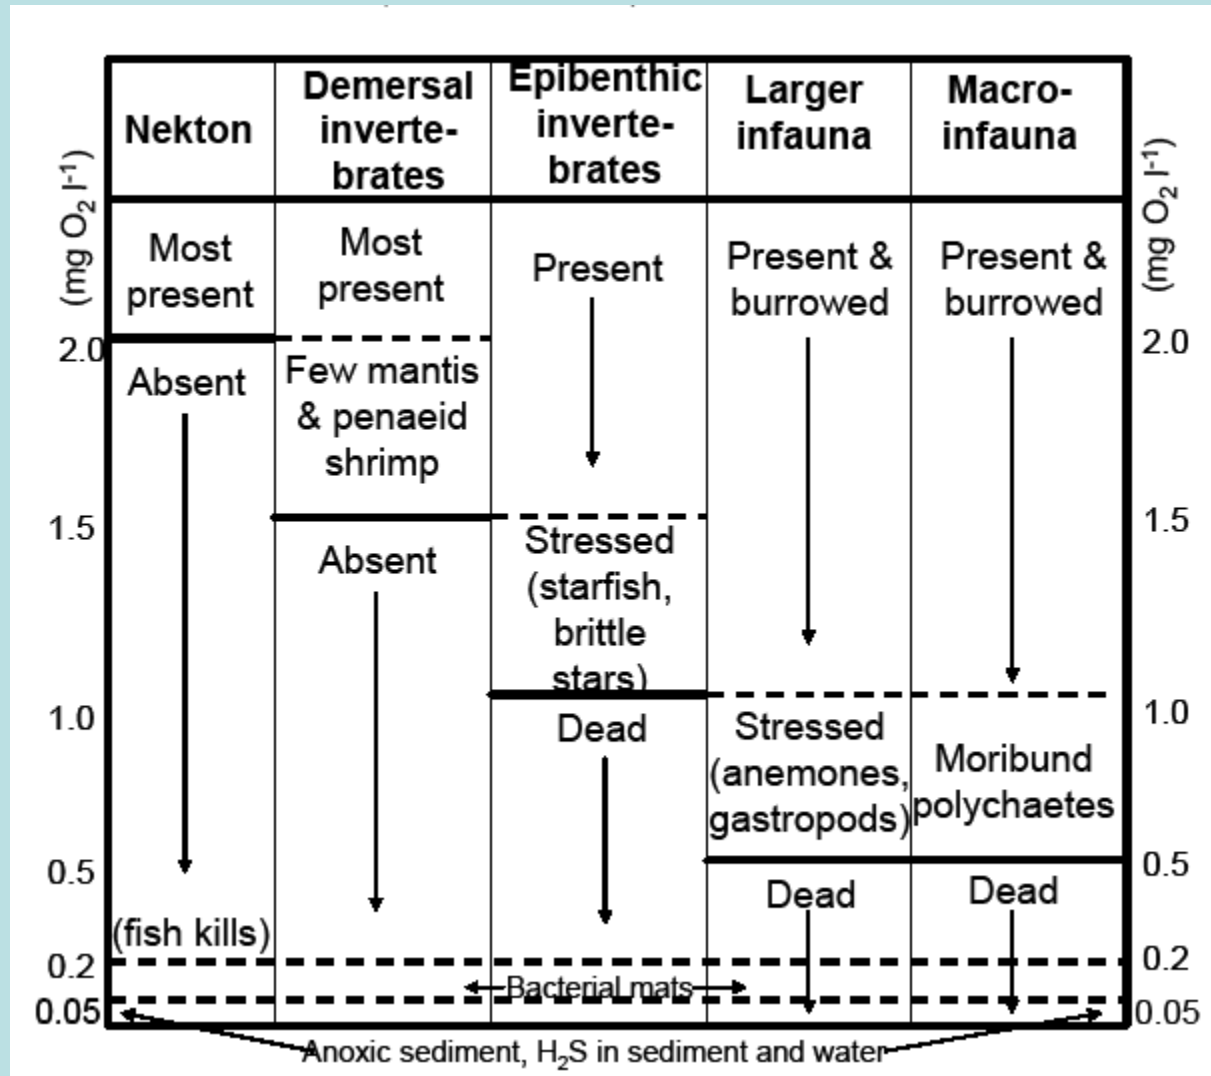 Nekton
Demersal
inverte-
brates
Epibenthic
inverte-
brates
Larger
infauna
Macro-
infauna
(mg O₂ l⁻¹)
(mg O₂ l⁻¹)
Most
present
Most
present
Present
Present &
burrowed
Present &
burrowed
2.0
2.0
Absent
Few mantis
& penaeid
shrimp
1.5
1.5
Absent
Stressed
(starfish,
brittle
stars)
1.0
1.0
Dead
Stressed
(anemones,
gastropods)
Moribund
polychaetes
0.5
0.5
Dead
Dead
(fish kills)
0.2
0.2
Bacterial mats
0.05
0.05
Anoxic sediment, H₂S in sediment and water